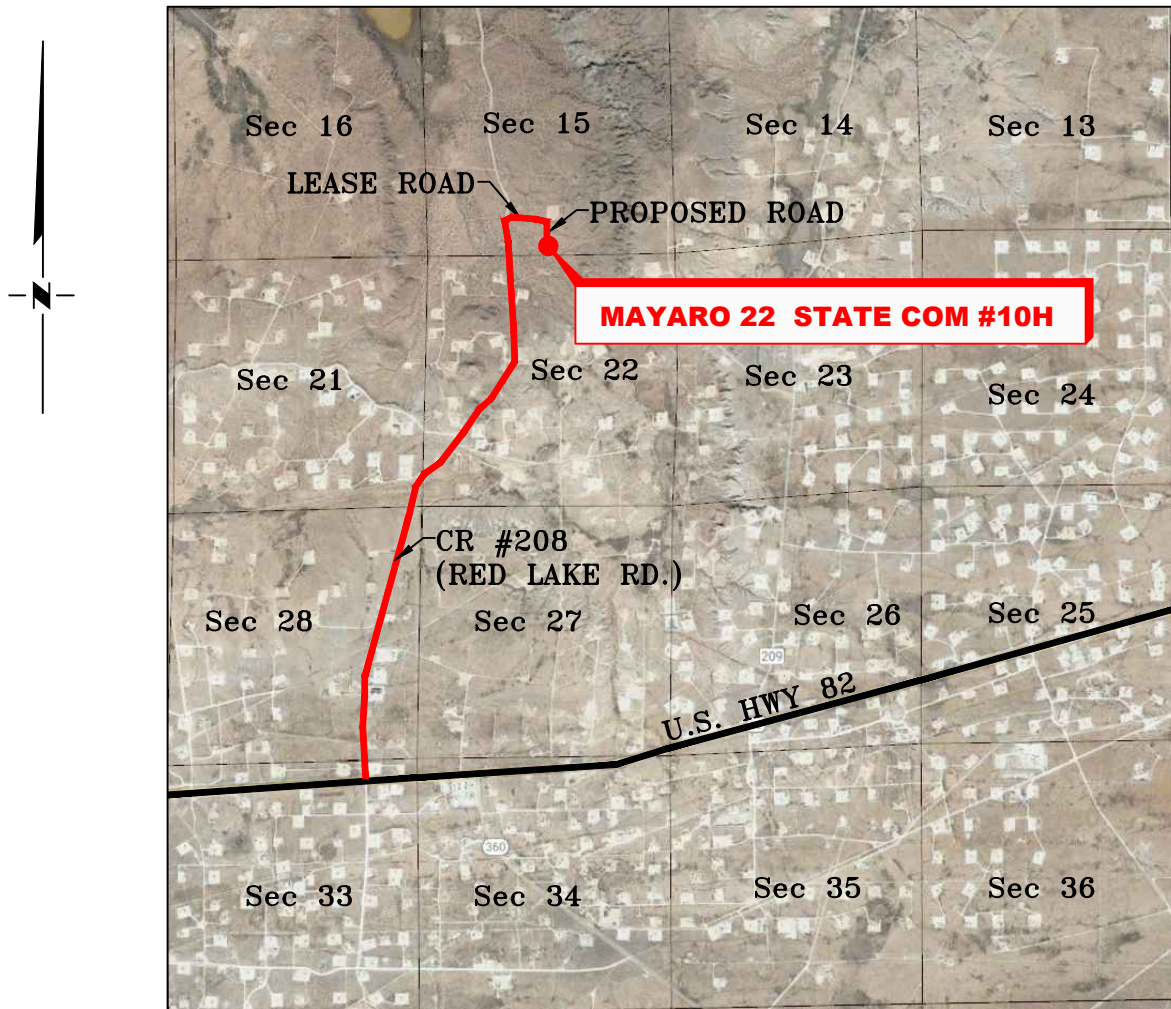 Sec 16
Sec 15
Sec 14
Sec 13
LEASE ROAD
PROPOSED ROAD
N
MAYARO 22 STATE COM #10H
Sec 21
Sec 22
Sec 23
Sec 24
CR #208
(RED LAKE RD.)
Sec 28
Sec 27
Sec 26
Sec 25
209
U.S. HWY 82
360
Sec 33
Sec 34
Sec 35
Sec 36